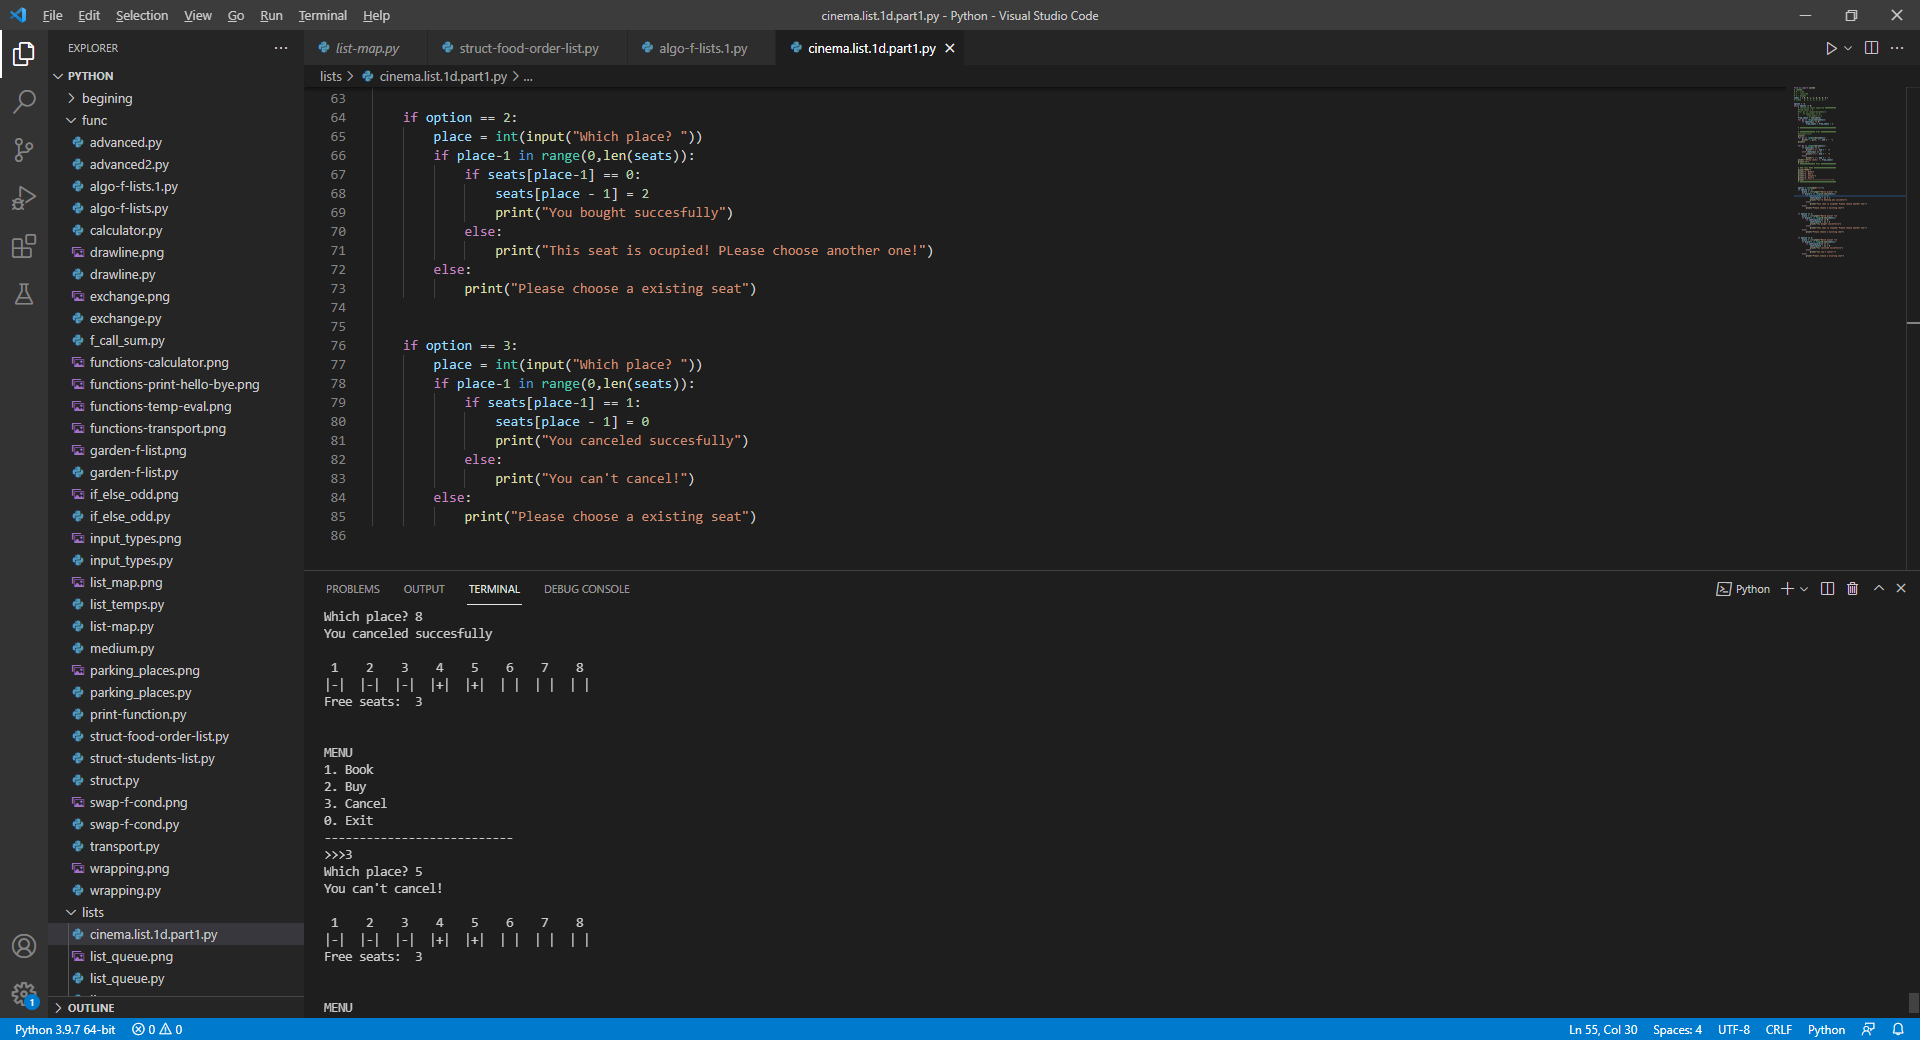 File Edit Selection View Go Run Terminal Help
cinema.list.1d.part1.py - Python - Visual Studio Code
EXPLORER
PYTHON
begining
func
advanced.py
advanced2.py
algo-f-lists.1.py
algo-f-lists.py
calculator.py
drawline.png
drawline.py
exchange.png
exchange.py
f_call_sum.py
functions-calculator.png
functions-print-hello-bye.png
functions-temp-eval.png
functions-transport.png
garden-f-list.png
garden-f-list.py
if_else_odd.png
if_else_odd.py
input_types.png
input_types.py
list_map.png
list_temps.py
list-map.py
medium.py
parking_places.png
parking_places.py
print-function.py
struct-food-order-list.py
struct-students-list.py
struct.py
swap-f-cond.png
swap-f-cond.py
transport.py
wrapping.png
wrapping.py
lists
cinema.list.1d.part1.py
list_queue.png
list_queue.py
OUTLINE
list-map.py struct-food-order-list.py algo-f-lists.1.py cinema.list.1d.part1.py
lists > cinema.list.1d.part1.py > ...
63
64 if option == 2:
65 place = int(input("Which place? "))
66 if place-1 in range(0,len(seats)):
67 if seats[place-1] == 0:
68 seats[place - 1] = 2
69 print("You bought succesfully")
70 else:
71 print("This seat is ocupied! PLease choose another one!")
72 else:
73 print("Please choose a existing seat")
74
75
76 if option == 3:
77 place = int(input("Which place? "))
78 if place-1 in range(0,len(seats)):
79 if seats[place-1] == 1:
80 seats[place - 1] = 0
81 print("You canceled succesfully")
82 else:
83 print("You can't cancel!")
84 else:
85 print("Please choose a existing seat")
86
PROBLEMS OUTPUT TERMINAL DEBUG CONSOLE
Python
Which place? 8
You canceled succesfully
1 2 3 4 5 6 7 8
|-| |-| |-| |+| |+| | | | | | |
Free seats: 3
MENU
1. Book
2. Buy
3. Cancel
0. Exit
---------------------------
>>>3
Which place? 5
You can't cancel!
1 2 3 4 5 6 7 8
|-| |-| |-| |+| |+| | | | | | |
Free seats: 3
MENU
1
Python 3.9.7 64-bit 0 0
Ln 55, Col 30 Spaces: 4 UTF-8 CRLF Python